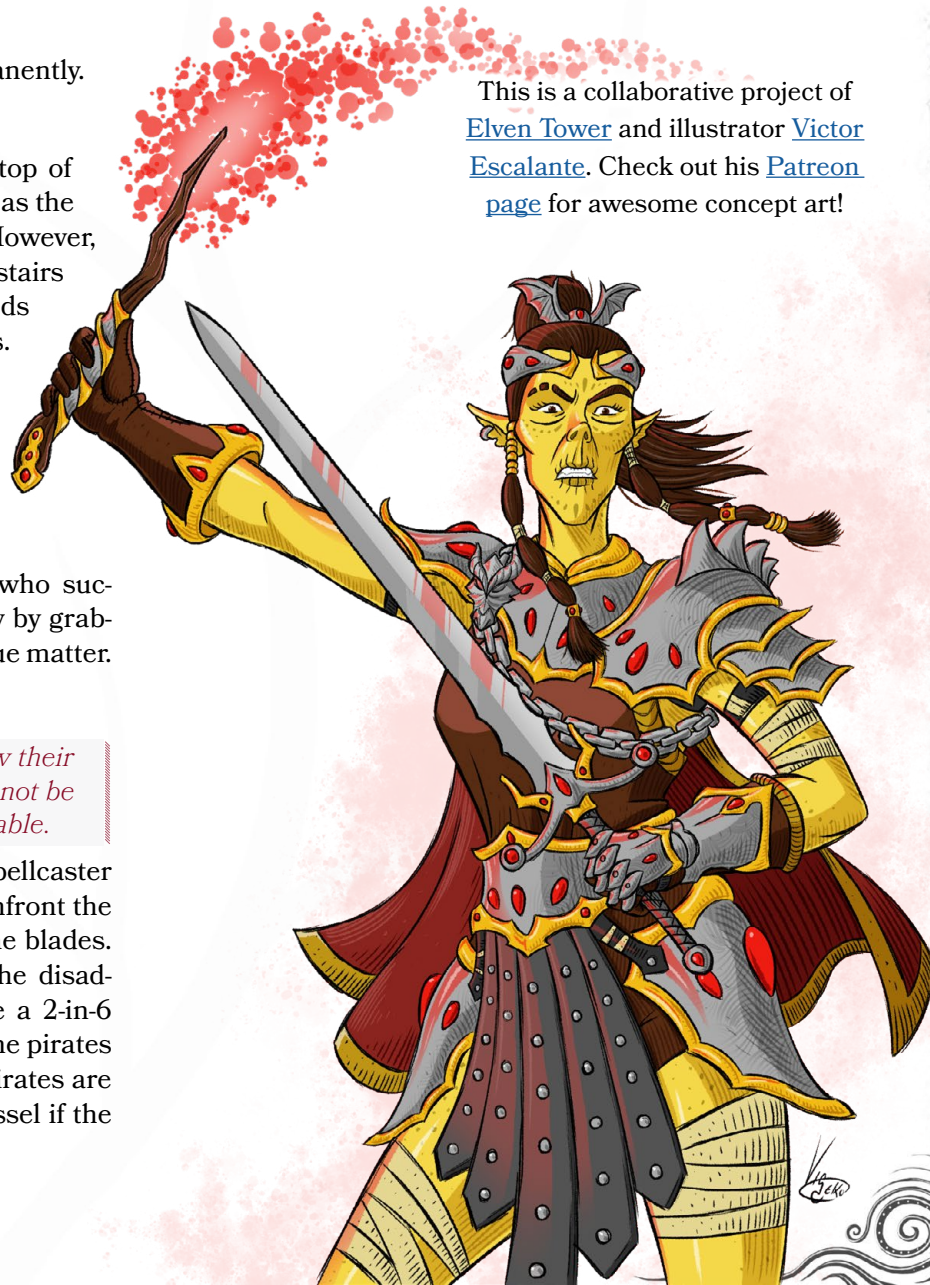 anently.
top of
as the
However,
stairs
ds
s.
who suc-
y by grab-
ue matter.
w their
not be
able.
pellcaster
nfront the
e blades.
he disad-
e a 2-in-6
he pirates
irates are
ssel if the
This is a collaborative project of
Elven Tower and illustrator Victor
Escalante. Check out his Patreon
page for awesome concept art!